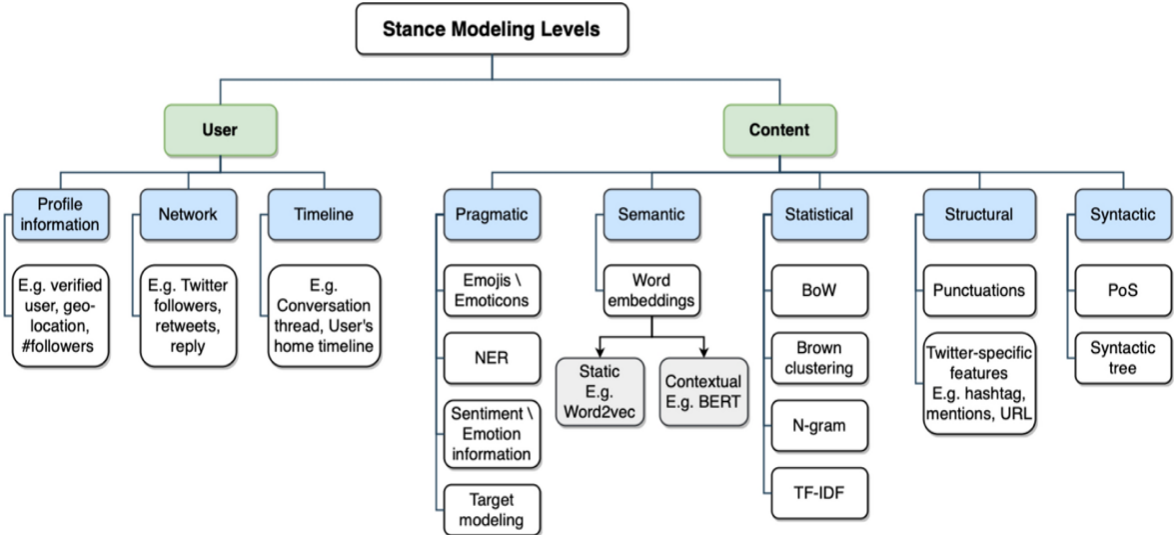 Stance Modeling Levels
User
Content
Profile
information
Network
Timeline
Pragmatic
Semantic
Statistical
Structural
Syntactic
E.g. verified
user, geo-
location,
#followers
E.g. Twitter
followers,
retweets,
reply
E.g.
Conversation
thread, User's
home timeline
Emojis \
Emoticons
NER
Sentiment \
Emotion
information
Target
modeling
Word
embeddings
Static
E.g.
Word2vec
Contextual
E.g. BERT
BoW
Brown
clustering
N-gram
TF-IDF
Punctuations
Twitter-specific
features
E.g. hashtag,
mentions, URL
PoS
Syntactic
tree